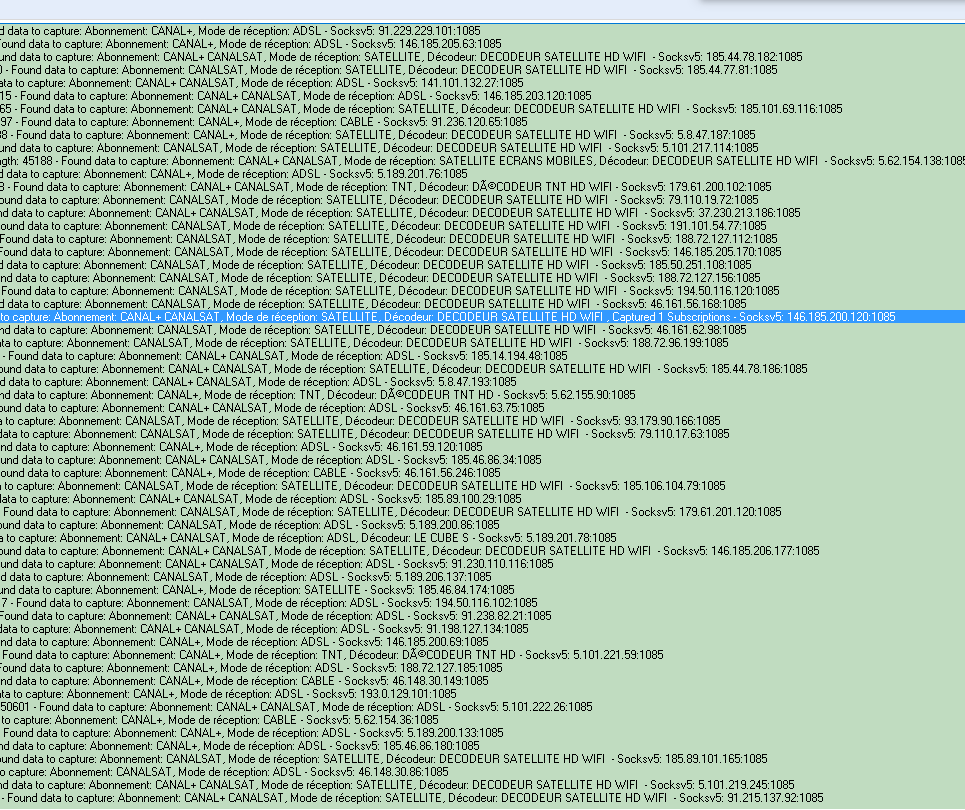 d data to capture: Abonnement: CANAL+, Mode de réception: ADSL - Socksv5: 91.229.229.101:1085
ound data to capture: Abonnement: CANAL+, Mode de réception: ADSL - Socksv5: 146.185.205.63:1085
und data to capture: Abonnement: CANAL+ CANALSAT, Mode de réception: SATELLITE, Décodeur: DECODEUR SATELLITE HD WIFI  - Socksv5: 185.44.78.182:1085
0 - Found data to capture: Abonnement: CANALSAT, Mode de réception: SATELLITE, Décodeur: DECODEUR SATELLITE HD WIFI  - Socksv5: 185.44.77.81:1085
ata to capture: Abonnement: CANAL+ CANALSAT, Mode de réception: ADSL - Socksv5: 141.101.132.27:1085
15 - Found data to capture: Abonnement: CANAL+ CANALSAT, Mode de réception: ADSL - Socksv5: 146.185.203.120:1085
65 - Found data to capture: Abonnement: CANAL+ CANALSAT, Mode de réception: SATELLITE, Décodeur: DECODEUR SATELLITE HD WIFI  - Socksv5: 185.101.69.116:1085
97 - Found data to capture: Abonnement: CANAL+, Mode de réception: CABLE - Socksv5: 91.236.120.65:1085
38 - Found data to capture: Abonnement: CANAL+, Mode de réception: SATELLITE, Décodeur: DECODEUR SATELLITE HD WIFI  - Socksv5: 5.8.47.187:1085
ound data to capture: Abonnement: CANALSAT, Mode de réception: SATELLITE, Décodeur: DECODEUR SATELLITE HD WIFI  - Socksv5: 5.101.217.114:1085
ngth: 45188 - Found data to capture: Abonnement: CANAL+ CANALSAT, Mode de réception: SATELLITE ECRANS MOBILES, Décodeur: DECODEUR SATELLITE HD WIFI  - Socksv5: 5.62.154.138:1085
d data to capture: Abonnement: CANAL+, Mode de réception: ADSL - Socksv5: 5.189.201.76:1085
3 - Found data to capture: Abonnement: CANAL+ CANALSAT, Mode de réception: TNT, Décodeur: DÃ©CODEUR TNT HD WIFI - Socksv5: 179.61.200.102:1085
ound data to capture: Abonnement: CANALSAT, Mode de réception: SATELLITE, Décodeur: DECODEUR SATELLITE HD WIFI  - Socksv5: 79.110.19.72:1085
nd data to capture: Abonnement: CANAL+ CANALSAT, Mode de réception: SATELLITE, Décodeur: DECODEUR SATELLITE HD WIFI  - Socksv5: 37.230.213.186:1085
ound data to capture: Abonnement: CANALSAT, Mode de réception: SATELLITE, Décodeur: DECODEUR SATELLITE HD WIFI  - Socksv5: 191.101.54.77:1085
Found data to capture: Abonnement: CANALSAT, Mode de réception: SATELLITE, Décodeur: DECODEUR SATELLITE HD WIFI  - Socksv5: 188.72.127.112:1085
Found data to capture: Abonnement: CANALSAT, Mode de réception: SATELLITE, Décodeur: DECODEUR SATELLITE HD WIFI  - Socksv5: 146.185.205.170:1085
d data to capture: Abonnement: CANALSAT, Mode de réception: SATELLITE, Décodeur: DECODEUR SATELLITE HD WIFI  - Socksv5: 185.50.251.108:1085
und data to capture: Abonnement: CANALSAT, Mode de réception: SATELLITE, Décodeur: DECODEUR SATELLITE HD WIFI  - Socksv5: 188.72.127.156:1085
Found data to capture: Abonnement: CANALSAT, Mode de réception: SATELLITE, Décodeur: DECODEUR SATELLITE HD WIFI  - Socksv5: 194.50.116.120:1085
d data to capture: Abonnement: CANALSAT, Mode de réception: SATELLITE, Décodeur: DECODEUR SATELLITE HD WIFI  - Socksv5: 46.161.56.168:1085
to capture: Abonnement: CANAL+ CANALSAT, Mode de réception: SATELLITE, Décodeur: DECODEUR SATELLITE HD WIFI , Captured 1 Subscriptions - Socksv5: 146.185.200.120:1085
und data to capture: Abonnement: CANALSAT, Mode de réception: SATELLITE, Décodeur: DECODEUR SATELLITE HD WIFI  - Socksv5: 46.161.62.98:1085
ata to capture: Abonnement: CANALSAT, Mode de réception: SATELLITE, Décodeur: DECODEUR SATELLITE HD WIFI  - Socksv5: 188.72.96.199:1085
- Found data to capture: Abonnement: CANAL+ CANALSAT, Mode de réception: ADSL - Socksv5: 185.14.194.48:1085
ound data to capture: Abonnement: CANAL+ CANALSAT, Mode de réception: SATELLITE, Décodeur: DECODEUR SATELLITE HD WIFI  - Socksv5: 185.44.78.186:1085
d data to capture: Abonnement: CANAL+ CANALSAT, Mode de réception: ADSL - Socksv5: 5.8.47.193:1085
ata to capture: Abonnement: CANAL+, Mode de réception: TNT, Décodeur: DÃ©CODEUR TNT HD - Socksv5: 5.62.155.90:1085
ound data to capture: Abonnement: CANAL+ CANALSAT, Mode de réception: ADSL - Socksv5: 46.161.63.75:1085
a to capture: Abonnement: CANALSAT, Mode de réception: SATELLITE, Décodeur: DECODEUR SATELLITE HD WIFI  - Socksv5: 93.179.90.166:1085
data to capture: Abonnement: CANALSAT, Mode de réception: SATELLITE, Décodeur: DECODEUR SATELLITE HD WIFI  - Socksv5: 79.110.17.63:1085
und data to capture: Abonnement: CANAL+, Mode de réception: ADSL - Socksv5: 46.161.59.120:1085
und data to capture: Abonnement: CANAL+ CANALSAT, Mode de réception: ADSL - Socksv5: 185.46.86.34:1085
ound data to capture: Abonnement: CANAL+, Mode de réception: CABLE - Socksv5: 46.161.56.246:1085
a to capture: Abonnement: CANALSAT, Mode de réception: SATELLITE, Décodeur: DECODEUR SATELLITE HD WIFI  - Socksv5: 185.106.104.79:1085
data to capture: Abonnement: CANAL+ CANALSAT, Mode de réception: ADSL - Socksv5: 185.89.100.29:1085
Found data to capture: Abonnement: CANALSAT, Mode de réception: SATELLITE, Décodeur: DECODEUR SATELLITE HD WIFI  - Socksv5: 179.61.201.120:1085
ound data to capture: Abonnement: CANALSAT, Mode de réception: ADSL - Socksv5: 5.189.200.86:1085
a to capture: Abonnement: CANAL+ CANALSAT, Mode de réception: ADSL, Décodeur: LE CUBE S - Socksv5: 5.189.201.78:1085
ound data to capture: Abonnement: CANAL+ CANALSAT, Mode de réception: SATELLITE, Décodeur: DECODEUR SATELLITE HD WIFI  - Socksv5: 146.185.206.177:1085
ound data to capture: Abonnement: CANAL+ CANALSAT, Mode de réception: ADSL - Socksv5: 91.230.110.116:1085
d data to capture: Abonnement: CANALSAT, Mode de réception: ADSL - Socksv5: 5.189.206.137:1085
und data to capture: Abonnement: CANAL+, Mode de réception: SATELLITE - Socksv5: 185.46.84.174:1085
7 - Found data to capture: Abonnement: CANALSAT, Mode de réception: ADSL - Socksv5: 194.50.116.102:1085
Found data to capture: Abonnement: CANAL+ CANALSAT, Mode de réception: ADSL - Socksv5: 91.238.82.21:1085
data to capture: Abonnement: CANAL+ CANALSAT, Mode de réception: ADSL - Socksv5: 91.198.127.134:1085
nd data to capture: Abonnement: CANAL+, Mode de réception: ADSL - Socksv5: 146.185.200.69:1085
Found data to capture: Abonnement: CANAL+, Mode de réception: TNT, Décodeur: DÃ©CODEUR TNT HD - Socksv5: 5.101.221.59:1085
Found data to capture: Abonnement: CANAL+, Mode de réception: ADSL - Socksv5: 188.72.127.185:1085
nd data to capture: Abonnement: CANAL+, Mode de réception: CABLE - Socksv5: 46.148.30.149:1085
ata to capture: Abonnement: CANAL+, Mode de réception: ADSL - Socksv5: 193.0.129.101:1085
50601 - Found data to capture: Abonnement: CANAL+ CANALSAT, Mode de réception: ADSL - Socksv5: 5.101.222.26:1085
to capture: Abonnement: CANAL+, Mode de réception: CABLE - Socksv5: 5.62.154.36:1085
Found data to capture: Abonnement: CANAL+, Mode de réception: ADSL - Socksv5: 5.189.200.133:1085
nd data to capture: Abonnement: CANAL+, Mode de réception: ADSL - Socksv5: 185.46.86.180:1085
ound data to capture: Abonnement: CANALSAT, Mode de réception: SATELLITE, Décodeur: DECODEUR SATELLITE HD WIFI  - Socksv5: 185.89.101.165:1085
o capture: Abonnement: CANALSAT, Mode de réception: ADSL - Socksv5: 46.148.30.86:1085
nd data to capture: Abonnement: CANAL+ CANALSAT, Mode de réception: SATELLITE, Décodeur: DECODEUR SATELLITE HD WIFI  - Socksv5: 5.101.219.245:1085
- Found data to capture: Abonnement: CANAL+ CANALSAT, Mode de réception: SATELLITE, Décodeur: DECODEUR SATELLITE HD WIFI  - Socksv5: 91.215.137.92:1085